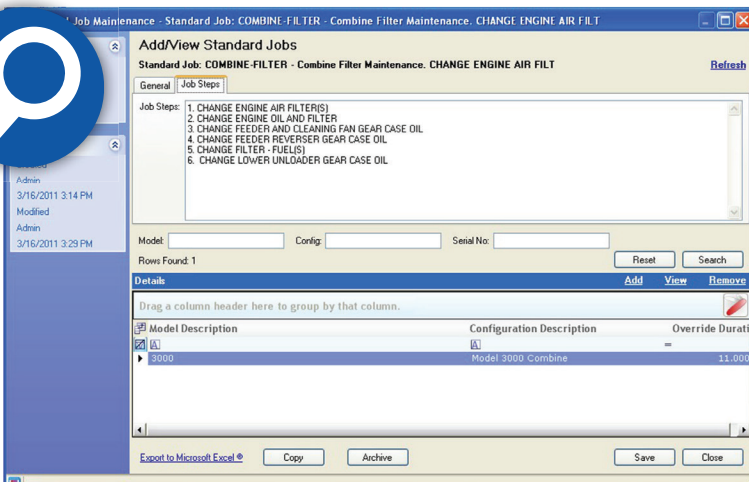 Job Maintenance - Standard Job: COMBINE-FILTER - Combine Filter Maintenance. CHANGE ENGINE AIR FILT
Add/View Standard Jobs
Standard Job: COMBINE-FILTER - Combine Filter Maintenance. CHANGE ENGINE AIR FILT
Refresh
General Job Steps
Job Steps:
1. CHANGE ENGINE AIR FILTER(S)
2. CHANGE ENGINE OIL AND FILTER
3. CHANGE FEEDER AND CLEANING FAN GEAR CASE OIL
4. CHANGE FEEDER REVERSER GEAR CASE OIL
5. CHANGE FILTER - FUEL(S)
6. CHANGE LOWER UNLOADER GEAR CASE OIL
Admin
3/16/2011 3:14 PM
Modified
Admin
3/16/2011 3:29 PM
Model: Config: Serial No:
Rows Found: 1 Reset Search
Details Add View Remove
Drag a column header here to group by that column.
Model Description Configuration Description Override Durati
A A =
3000 Model 3000 Combine 11.000
Export to Microsoft Excel ® Copy Archive Save Close